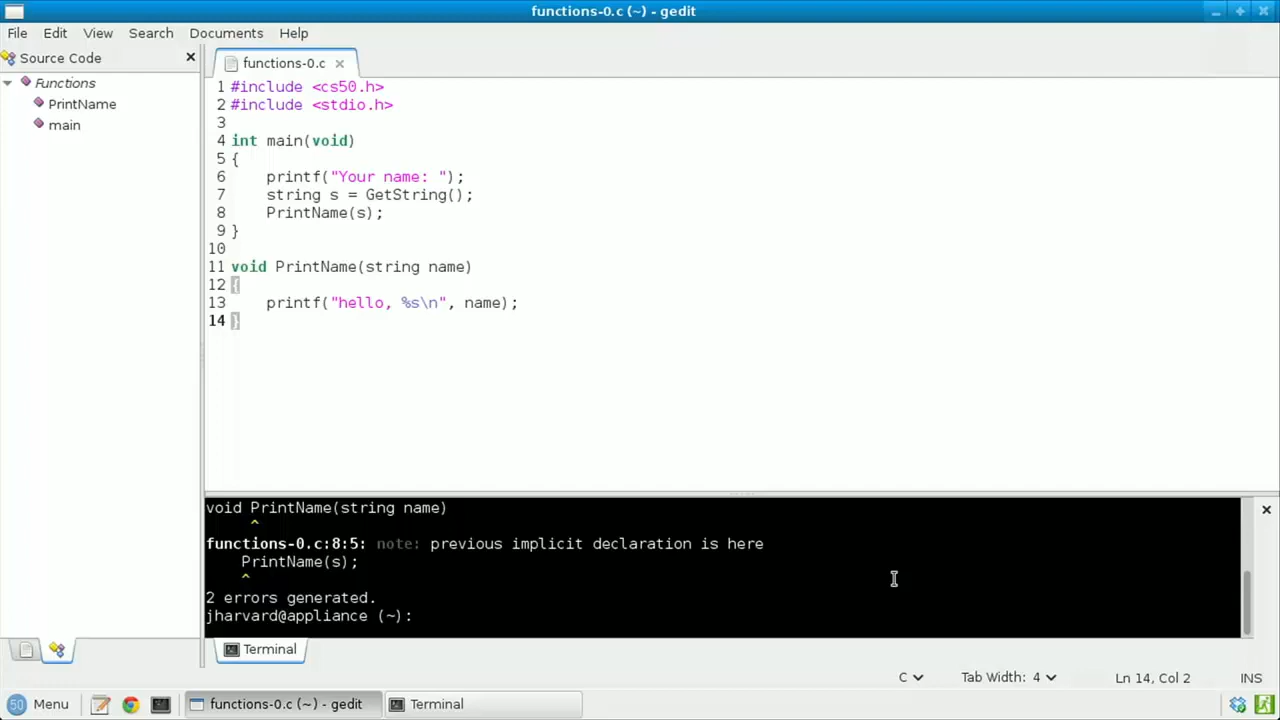 functions-0.c (~) - gedit
File Edit View Search Documents Help
Source Code
functions-0.c
Functions
PrintName
main
1 #include <cs50.h>
2 #include <stdio.h>
3
4 int main(void)
5 {
6     printf("Your name: ");
7     string s = GetString();
8     PrintName(s);
9 }
10
11 void PrintName(string name)
12 {
13     printf("hello, %s\n", name);
14 }
void PrintName(string name)
     ^
functions-0.c:8:5: note: previous implicit declaration is here
    PrintName(s);
    ^
2 errors generated.
jharvard@appliance (~):
Terminal
C Tab Width: 4 Ln 14, Col 2 INS
50 Menu functions-0.c (~) - gedit Terminal